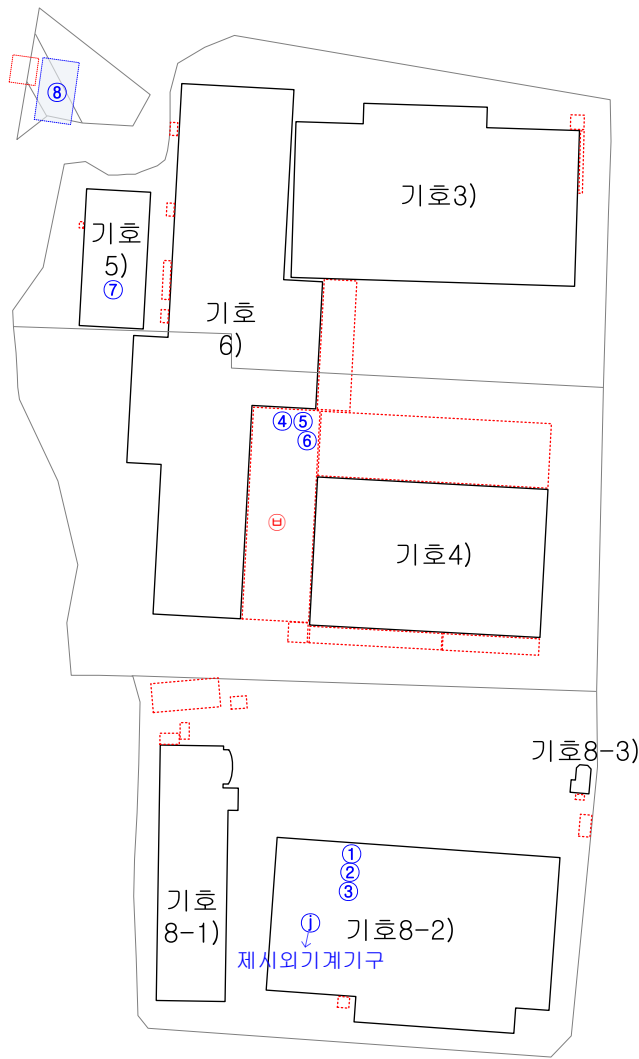 ⑧
기호3)
기호
5)
⑦
기호
6)
④⑤
⑥
㉥
기호4)
기호8-3)
①
②
③
기호
8-1)
ⓙ
기호8-2)
제시외기계기구